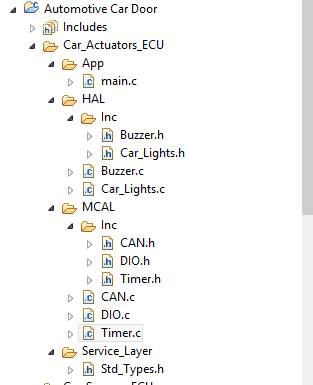 Automotive Car Door
Includes
Car_Actuators_ECU
App
main.c
HAL
Inc
Buzzer.h
Car_Lights.h
Buzzer.c
Car_Lights.c
MCAL
Inc
CAN.h
DIO.h
Timer.h
CAN.c
DIO.c
Timer.c
Service_Layer
Std_Types.h